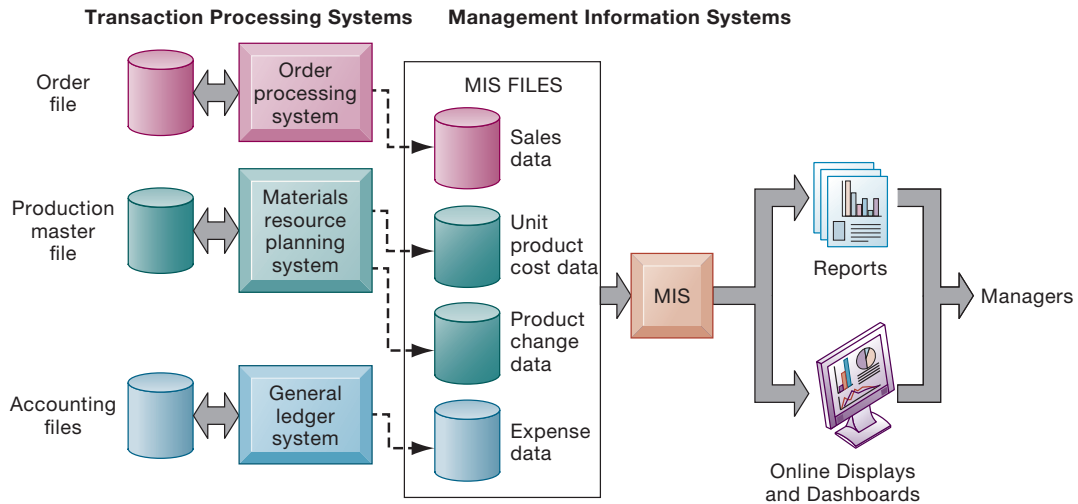 Transaction Processing Systems
Management Information Systems
Order
file
Order
processing
system
MIS FILES
Sales
data
Production
master
file
Materials
resource
planning
system
Unit
product
cost data
Product
change
data
MIS
Reports
Managers
Accounting
files
General
ledger
system
Expense
data
Online Displays
and Dashboards